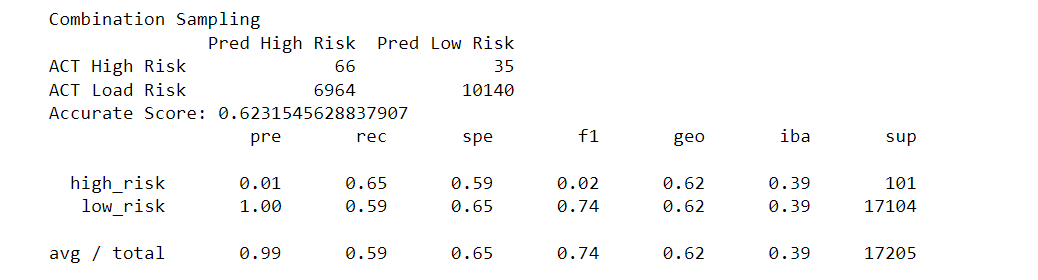 Combination Sampling
Pred High Risk Pred Low Risk
ACT High Risk 66 35
ACT Load Risk 6964 10140
Accurate Score: 0.6231545628837907
pre rec spe f1 geo iba sup
high_risk 0.01 0.65 0.59 0.02 0.62 0.39 101
low_risk 1.00 0.59 0.65 0.74 0.62 0.39 17104
avg / total 0.99 0.59 0.65 0.74 0.62 0.39 17205